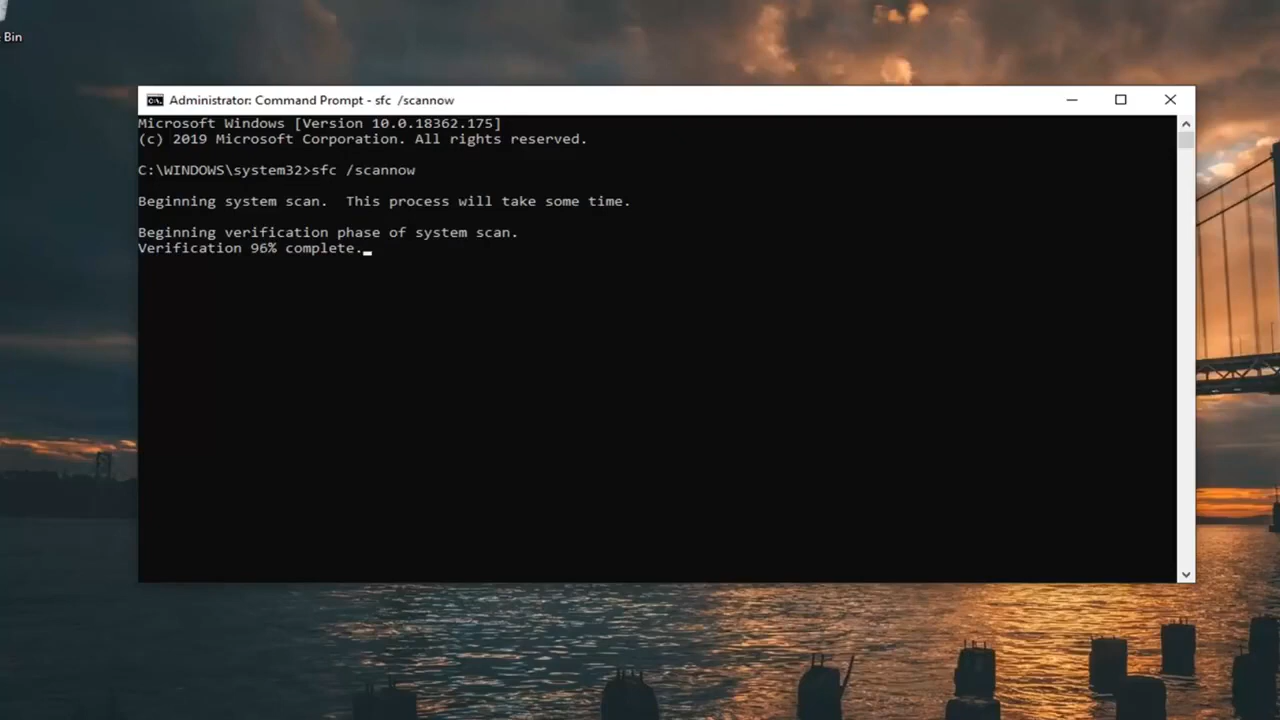 Bin
Administrator: Command Prompt - sfc  /scannow
Microsoft Windows [Version 10.0.18362.175]
(c) 2019 Microsoft Corporation. All rights reserved.
C:\WINDOWS\system32>sfc /scannow
Beginning system scan.  This process will take some time.
Beginning verification phase of system scan.
Verification 96% complete.